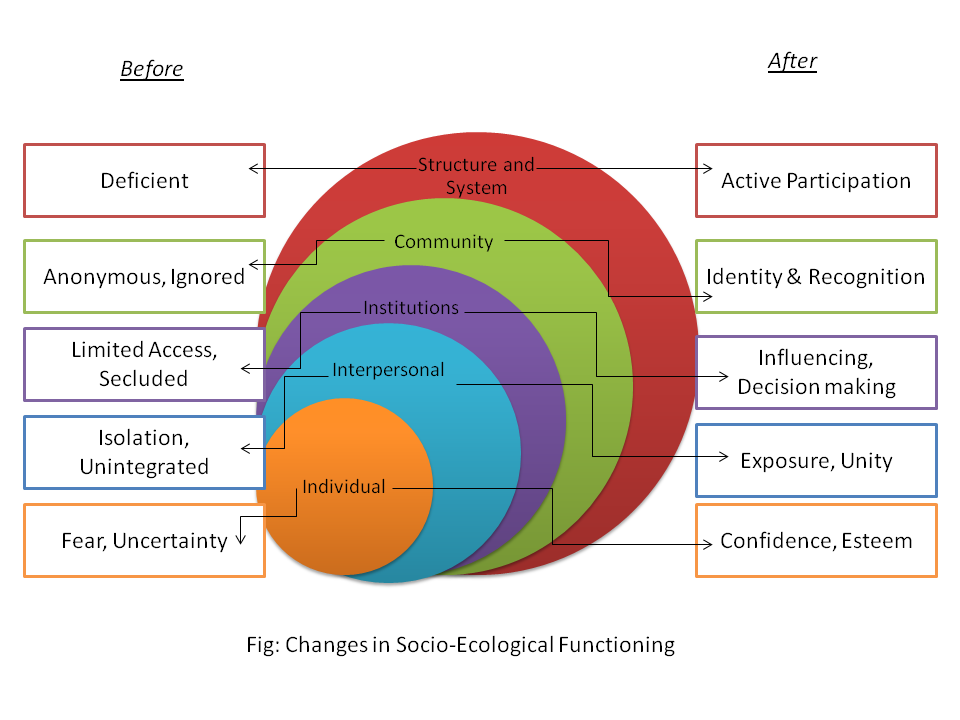 Before
After
Structure and
System
Deficient
Active Participation
Community
Anonymous, Ignored
Identity & Recognition
Institutions
Limited Access,
Secluded
Influencing,
Decision making
Interpersonal
Isolation,
Unintegrated
Exposure, Unity
Individual
Fear, Uncertainty
Confidence, Esteem
Fig: Changes in Socio-Ecological Functioning